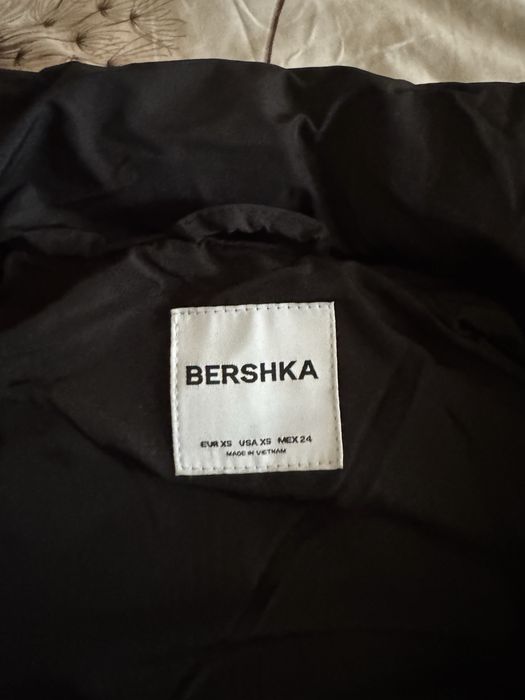 BERSHKA
EUR XS USA XS MEX 24
MADE IN VIETNAM